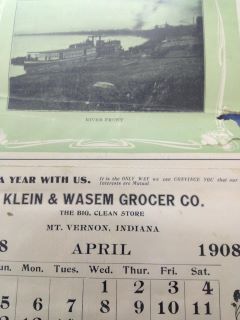 RIVER FRONT
A YEAR WITH US. It is the ONLY WAY we can CONVINCE YOU that our
Interests are Mutual
KLEIN & WASEM GROCER CO.
THE BIG, CLEAN STORE
MT. VERNON, INDIANA
8 APRIL 1908
un. Mon. Tues. Wed. Thur. Fri. Sat.
1 2 3 4
5 6 7 8 9 10 11